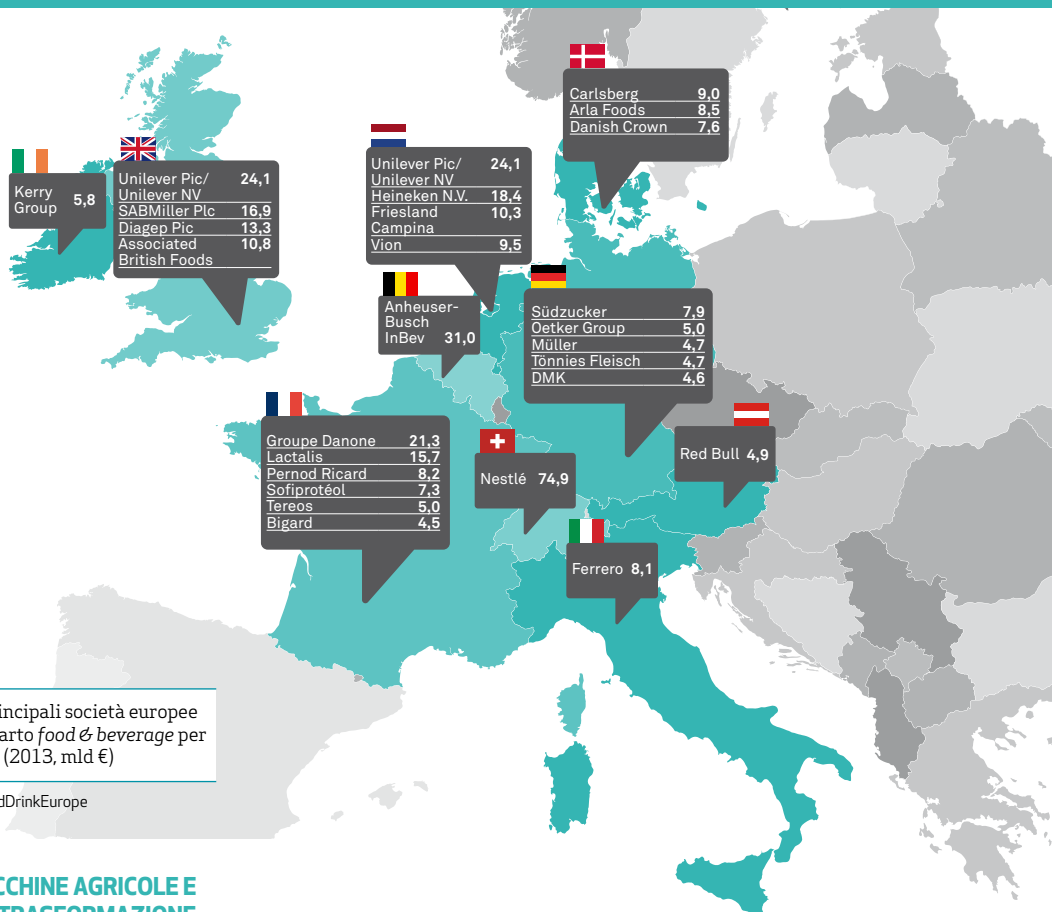 Carlsberg 9,0
Arla Foods 8,5
Danish Crown 7,6
Kerry
Group 5,8
Unilever Pic/ 24,1
Unilever NV
SABMiller Plc 16,9
Diagep Pic 13,3
Associated 10,8
British Foods
Unilever Pic/ 24,1
Unilever NV
Heineken N.V. 18,4
Friesland 10,3
Campina
Vion 9,5
Anheuser-
Busch
InBev 31,0
Südzucker 7,9
Oetker Group 5,0
Müller 4,7
Tönnies Fleisch 4,7
DMK 4,6
Groupe Danone 21,3
Lactalis 15,7
Pernod Ricard 8,2
Sofiprotéol 7,3
Tereos 5,0
Bigard 4,5
Nestlé 74,9
Red Bull 4,9
Ferrero 8,1
incipali società europee
arto food & beverage per
(2013, mld €)
dDrinkEurope
CCHINE AGRICOLE E
TRASFORMAZIONE